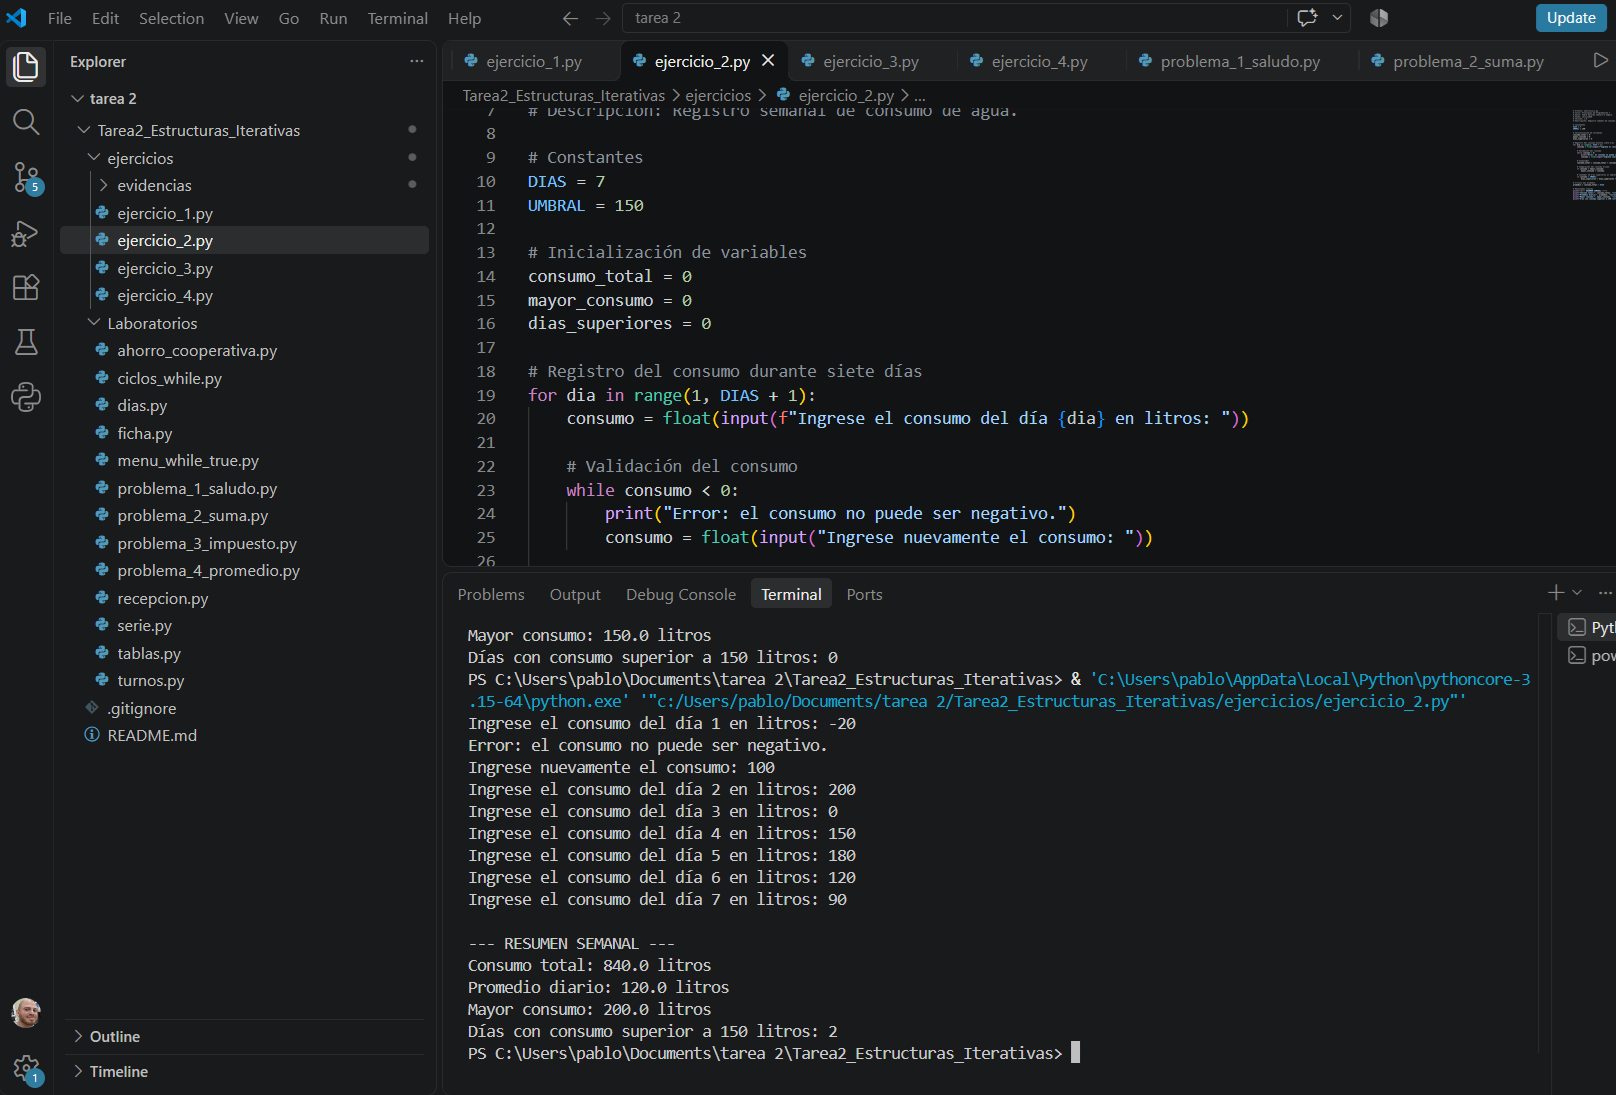 File Edit Selection View Go Run Terminal Help
tarea 2
Update
Explorer
tarea 2
Tarea2_Estructuras_Iterativas
ejercicios
evidencias
ejercicio_1.py
ejercicio_2.py
ejercicio_3.py
ejercicio_4.py
Laboratorios
ahorro_cooperativa.py
ciclos_while.py
dias.py
ficha.py
menu_while_true.py
problema_1_saludo.py
problema_2_suma.py
problema_3_impuesto.py
problema_4_promedio.py
recepcion.py
serie.py
tablas.py
turnos.py
.gitignore
README.md
Outline
Timeline
5
1
ejercicio_1.py ejercicio_2.py ejercicio_3.py ejercicio_4.py problema_1_saludo.py problema_2_suma.py
Tarea2_Estructuras_Iterativas > ejercicios > ejercicio_2.py > ...
7 # Descripción: Registro semanal de consumo de agua.
8
9 # Constantes
10 DIAS = 7
11 UMBRAL = 150
12
13 # Inicialización de variables
14 consumo_total = 0
15 mayor_consumo = 0
16 dias_superiores = 0
17
18 # Registro del consumo durante siete días
19 for dia in range(1, DIAS + 1):
20 consumo = float(input(f"Ingrese el consumo del día {dia} en litros: "))
21
22 # Validación del consumo
23 while consumo < 0:
24 print("Error: el consumo no puede ser negativo.")
25 consumo = float(input("Ingrese nuevamente el consumo: "))
26
Problems Output Debug Console Terminal Ports
Mayor consumo: 150.0 litros
Días con consumo superior a 150 litros: 0
PS C:\Users\pablo\Documents\tarea 2\Tarea2_Estructuras_Iterativas> & 'C:\Users\pablo\AppData\Local\Python\pythoncore-3
.15-64\python.exe' '"c:/Users/pablo/Documents/tarea 2/Tarea2_Estructuras_Iterativas/ejercicios/ejercicio_2.py"'
Ingrese el consumo del día 1 en litros: -20
Error: el consumo no puede ser negativo.
Ingrese nuevamente el consumo: 100
Ingrese el consumo del día 2 en litros: 200
Ingrese el consumo del día 3 en litros: 0
Ingrese el consumo del día 4 en litros: 150
Ingrese el consumo del día 5 en litros: 180
Ingrese el consumo del día 6 en litros: 120
Ingrese el consumo del día 7 en litros: 90
--- RESUMEN SEMANAL ---
Consumo total: 840.0 litros
Promedio diario: 120.0 litros
Mayor consumo: 200.0 litros
Días con consumo superior a 150 litros: 2
PS C:\Users\pablo\Documents\tarea 2\Tarea2_Estructuras_Iterativas>
Pyt
pow